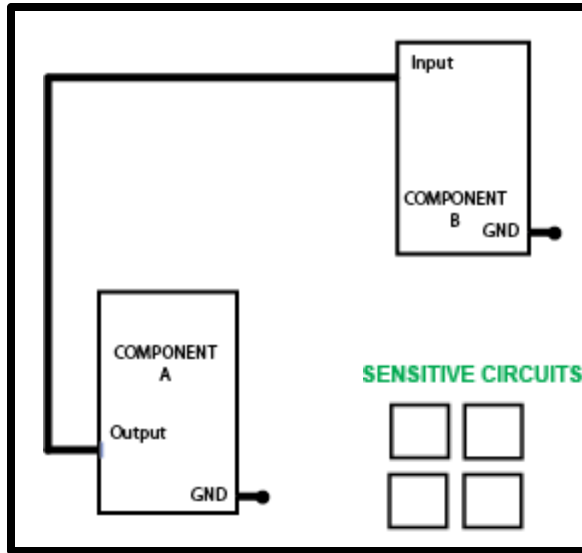 Input
COMPONENT
B
GND
COMPONENT
A
SENSITIVE CIRCUITS
Output
GND